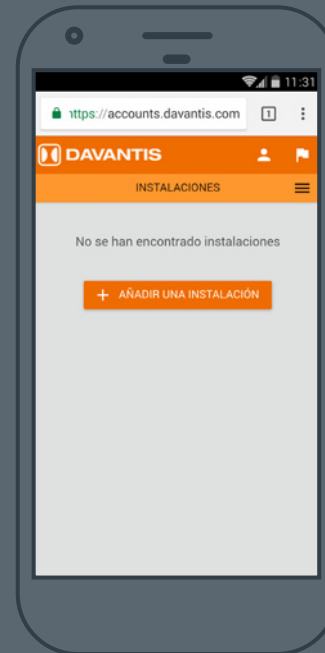 11:31
https://accounts.davantis.com 1
DAVANTIS
INSTALACIONES
No se han encontrado instalaciones
+ AÑADIR UNA INSTALACIÓN